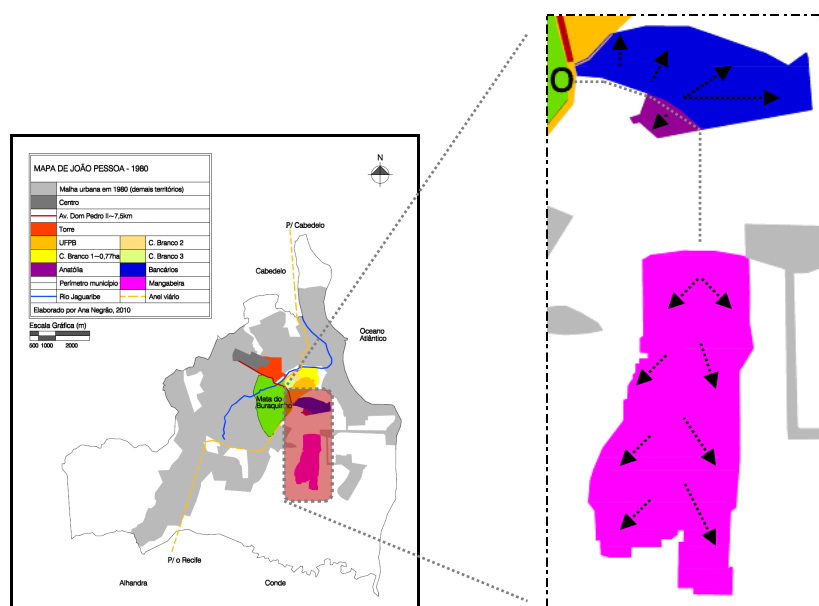 MAPA DE JOÃO PESSOA - 1980
N
Malha urbana em 1980 (demais territórios)
Centro
Av. Dom Pedro II~7,5km
Torre
UFPB
C. Branco 2
C. Branco 1~0,77ha
C. Branco 3
Anatólia
Bancários
Perímetro município
Mangabeira
Rio Jaguaribe
Anel viário
Elaborado por Ana Negrão, 2010
Escala Gráfica (m)
500 1000 2000
P/ Cabedelo
Cabedelo
Oceano
Atlântico
Mata do
Buraquinho
P/ o Recife
Alhandra
Conde
O